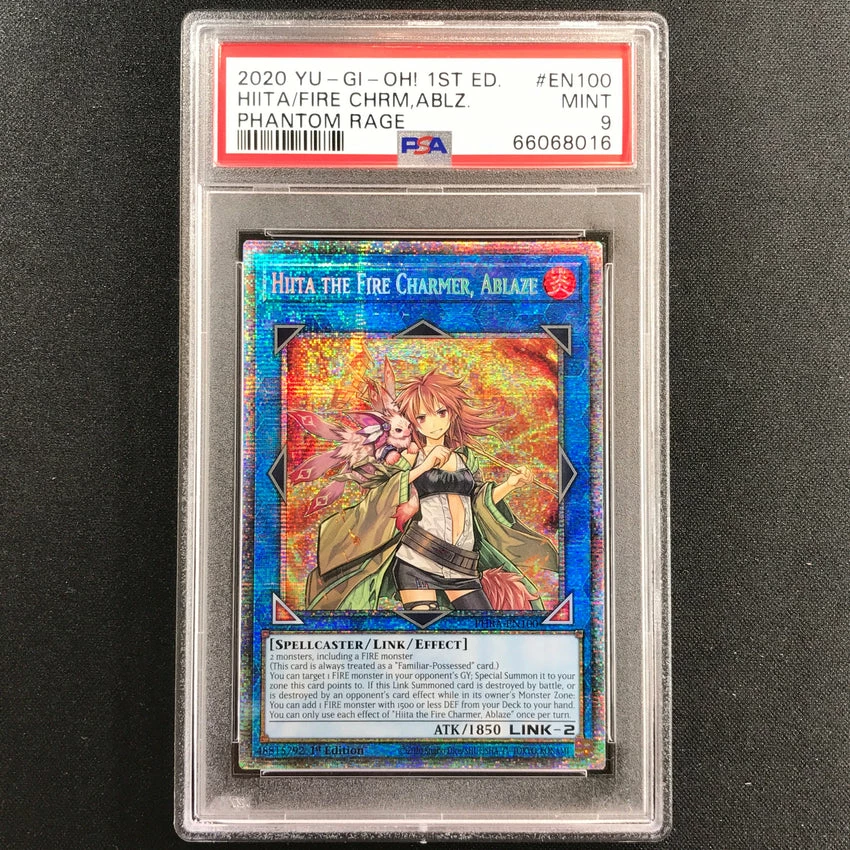 2020 YU-GI-OH! 1ST ED. #EN100
HIITA/FIRE CHRM,ABLZ. MINT
PHANTOM RAGE 9
PSA 66068016
HIITA THE FIRE CHARMER, ABLAZE 炎
PHRA-EN100
[SPELLCASTER/LINK/EFFECT]
2 monsters, including a FIRE monster
(This card is always treated as a "Familiar-Possessed" card.)
You can target 1 FIRE monster in your opponent's GY; Special Summon it to your
zone this card points to. If this Link Summoned card is destroyed by battle, or
is destroyed by an opponent's card effect while in its owner's Monster Zone:
You can add 1 FIRE monster with 1500 or less DEF from your Deck to your hand.
You can only use each effect of "Hiita the Fire Charmer, Ablaze" once per turn.
ATK/1850 LINK-2
1st Edition